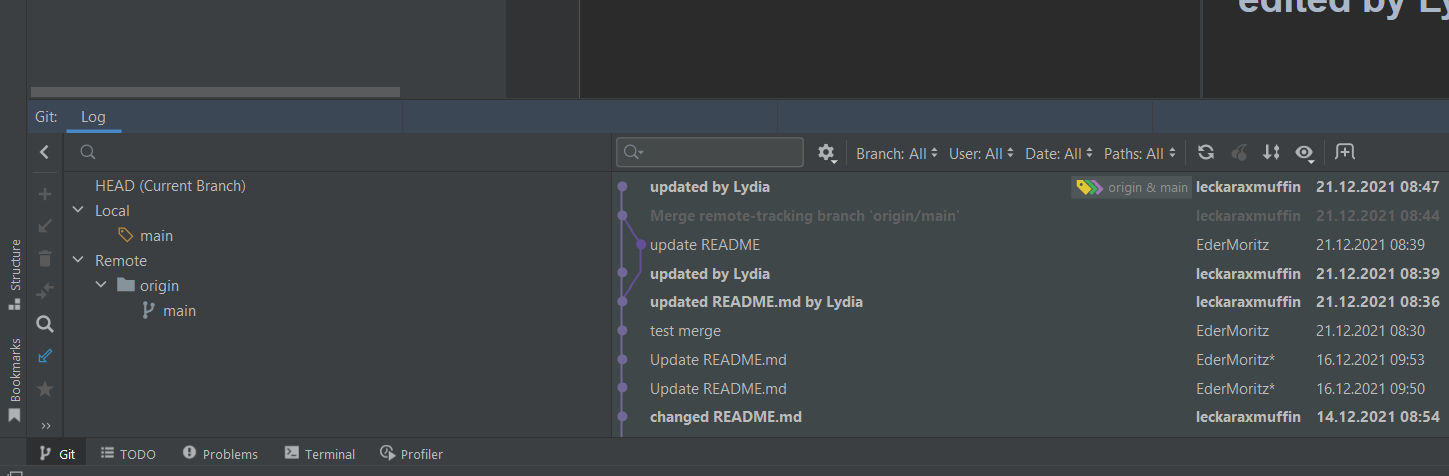 edited by Ly
Git: Log
Branch: All User: All Date: All Paths: All
HEAD (Current Branch)
Local
main
Remote
origin
main
updated by Lydia origin & main leckaraxmuffin 21.12.2021 08:47
Merge remote-tracking branch 'origin/main' leckaraxmuffin 21.12.2021 08:44
update README EderMoritz 21.12.2021 08:39
updated by Lydia leckaraxmuffin 21.12.2021 08:39
updated README.md by Lydia leckaraxmuffin 21.12.2021 08:36
test merge EderMoritz 21.12.2021 08:30
Update README.md EderMoritz* 16.12.2021 09:53
Update README.md EderMoritz* 16.12.2021 09:50
changed README.md leckaraxmuffin 14.12.2021 08:54
Structure
Bookmarks
Git TODO Problems Terminal Profiler